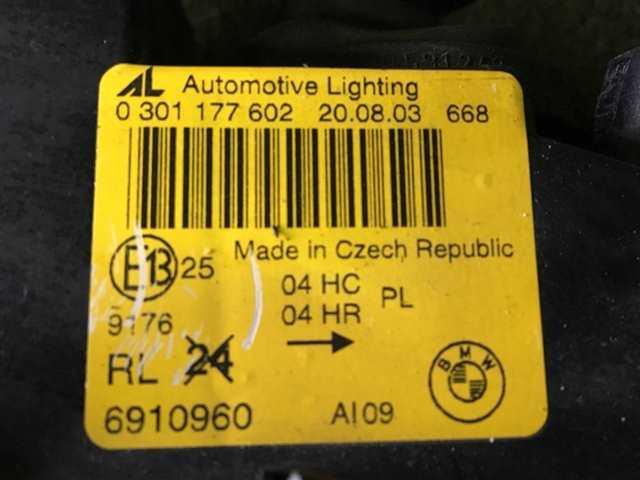 AL Automotive Lighting
0 301 177 602 20.08.03 668
E13 25 Made in Czech Republic
04 HC PL
9176 04 HR
RL 24
BMW
6910960 AI09